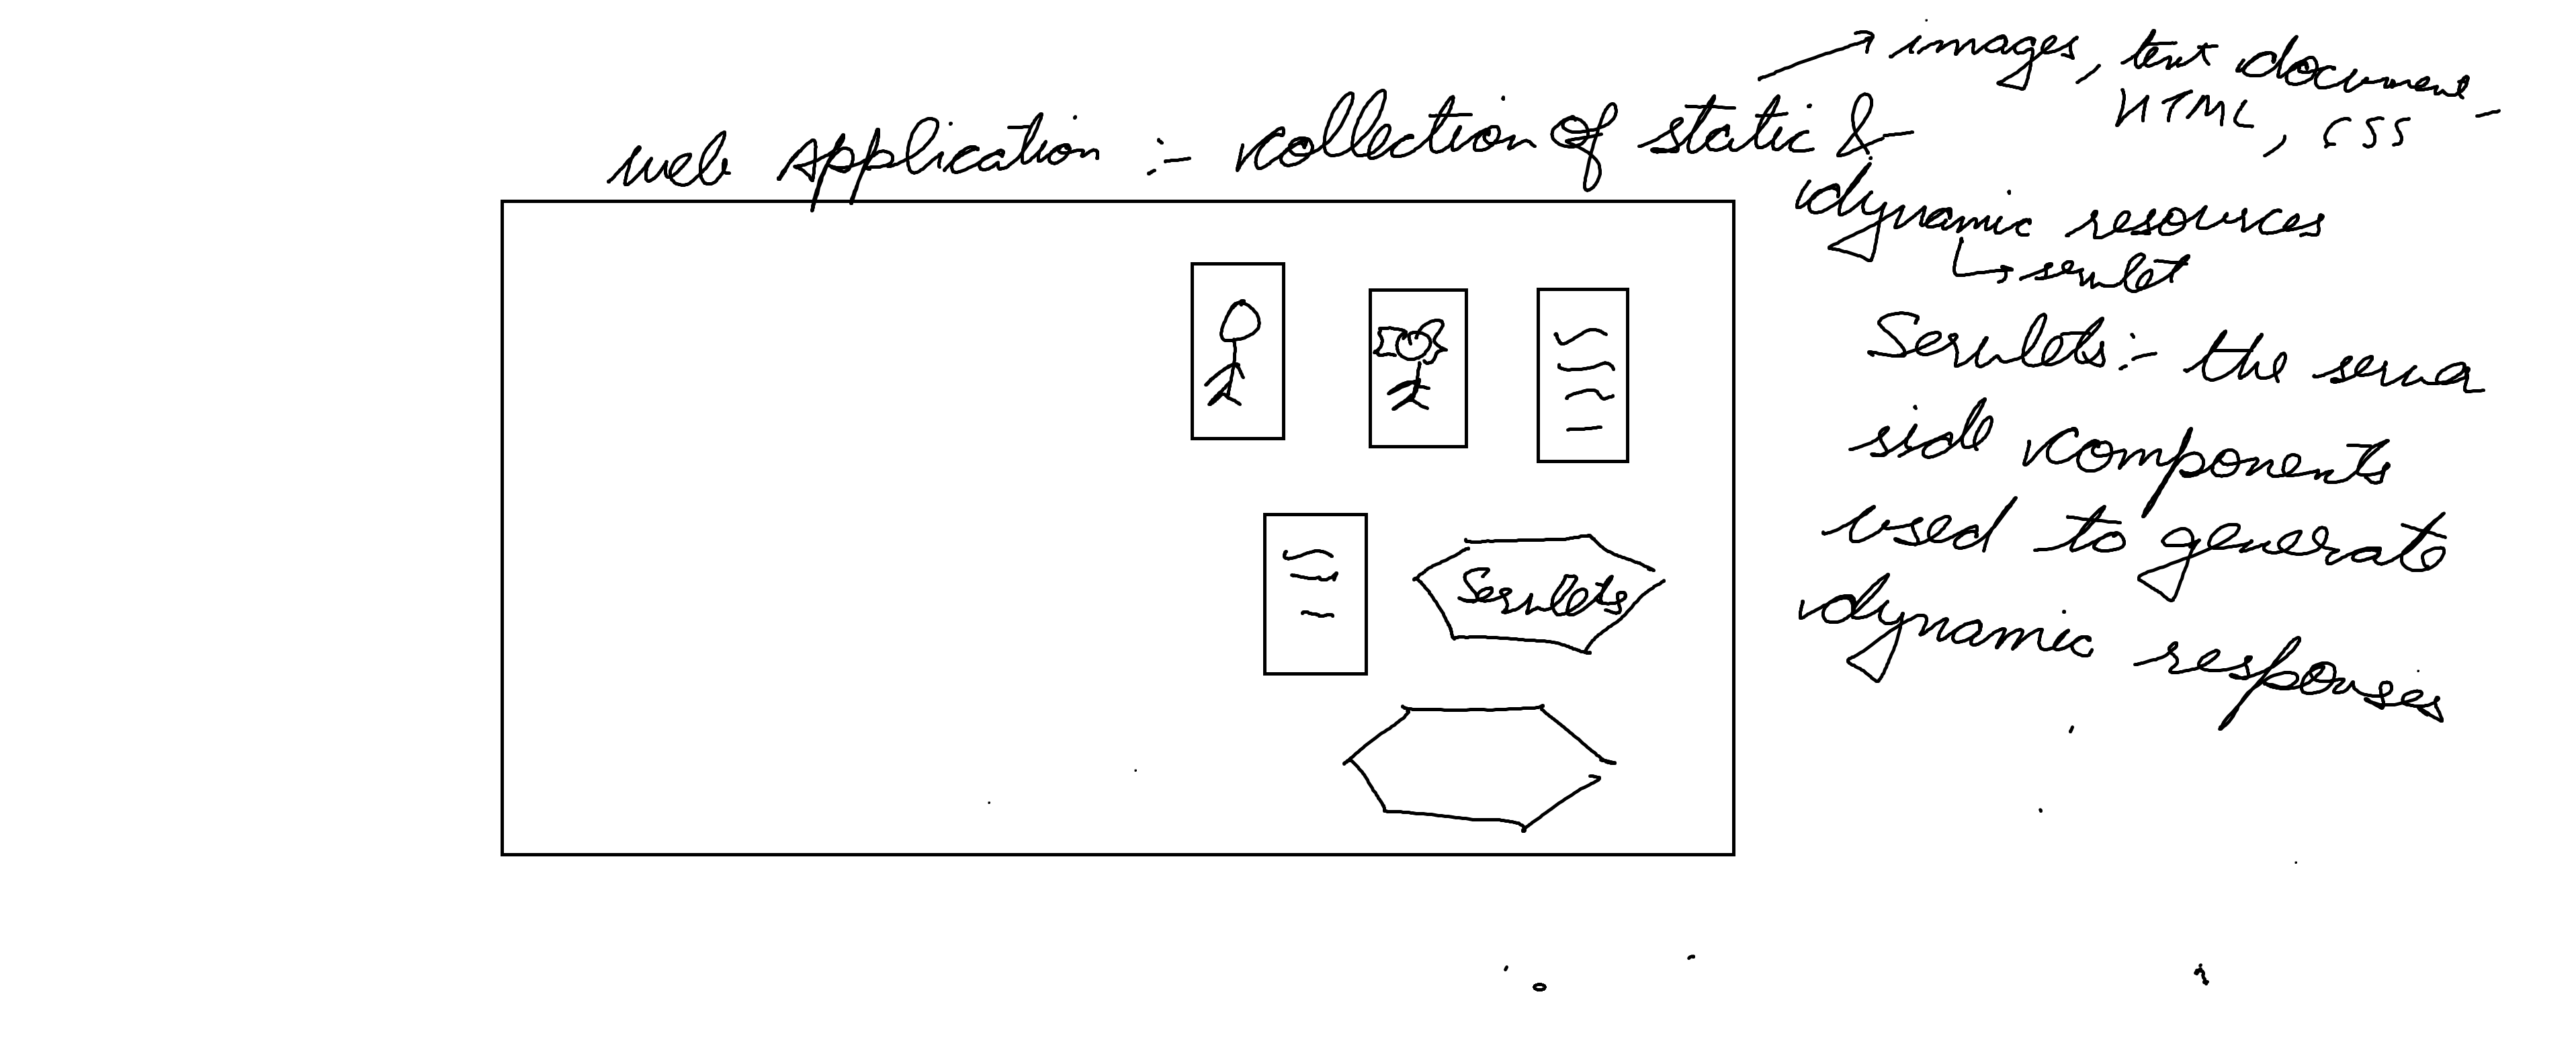 images, text document -
HTML, CSS
web Application :- collection of static &
dynamic resources
servlet
Servlets:- the server
side components
used to generate
dynamic responses
Servlets